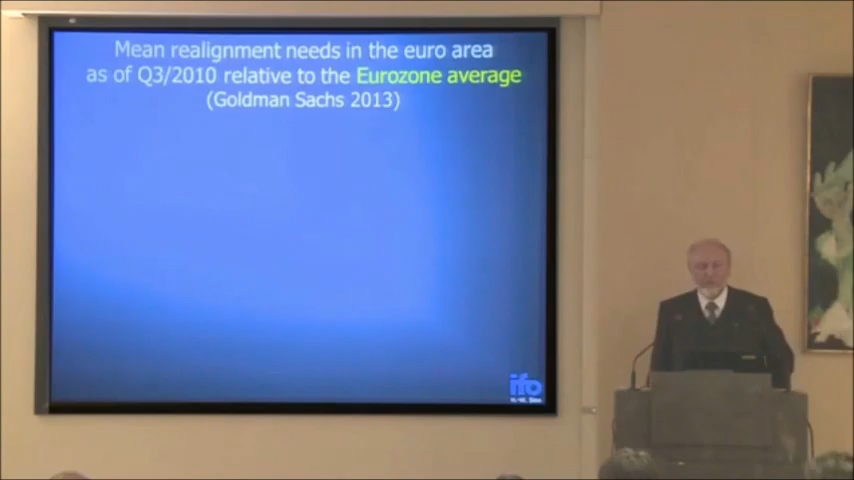 Mean realignment needs in the euro area
as of Q3/2010 relative to the Eurozone average
(Goldman Sachs 2013)
ifo